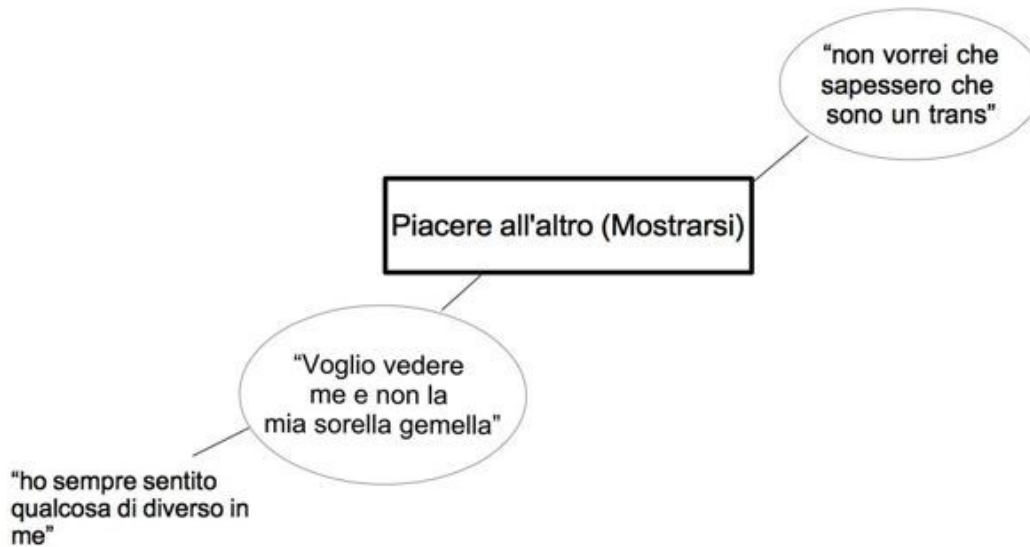 “non vorrei che
sapessero che
sono un trans”
Piacere all'altro (Mostrarsi)
“Voglio vedere
me e non la
mia sorella gemella”
“ho sempre sentito
qualcosa di diverso in
me”